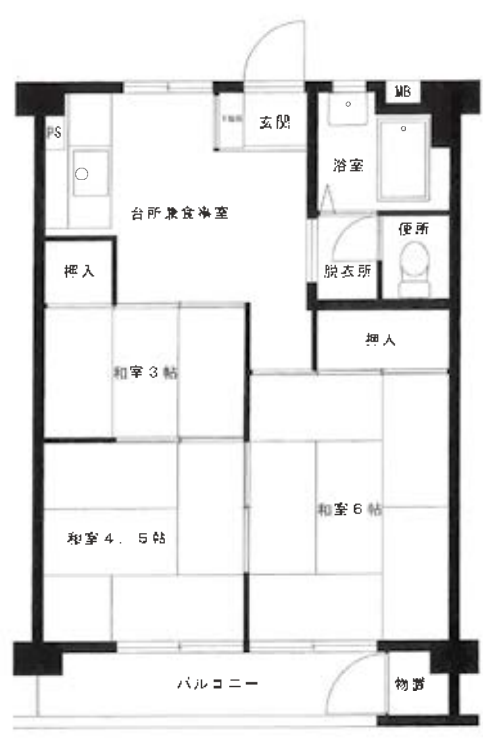 MB
玄関
PS
浴室
台所兼食事室
便所
押入
脱衣所
押入
和室3帖
和室6帖
和室4.5帖
バルコニー
物置